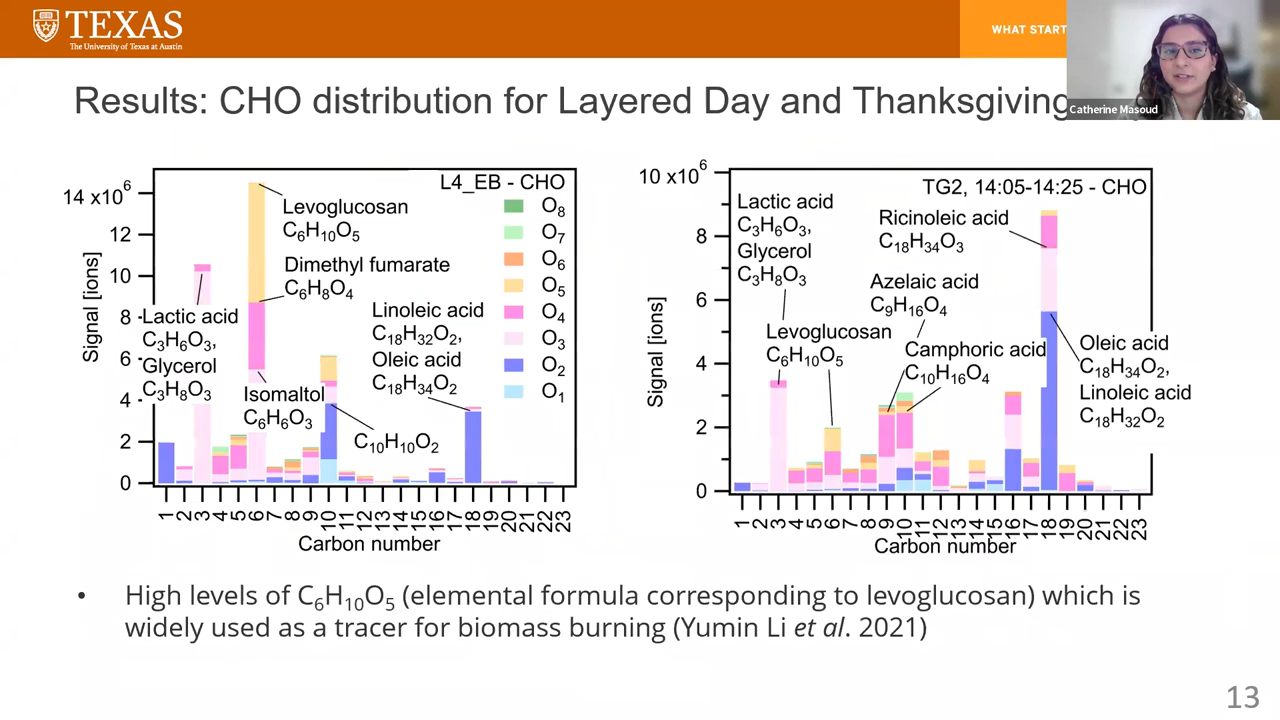 TEXAS
The University of Texas at Austin
WHAT START
Catherine Masoud
Results: CHO distribution for Layered Day and Thanksgiving
L4_EB - CHO
14 x10⁶
12
10
8
6
4
2
0
Signal [ions]
Levoglucosan
C₆H₁₀O₅
Dimethyl fumarate
C₆H₈O₄
Lactic acid
C₃H₆O₃,
Glycerol
C₃H₈O₃
Isomaltol
C₆H₆O₃
Linoleic acid
C₁₈H₃₂O₂,
Oleic acid
C₁₈H₃₄O₂
C₁₀H₁₀O₂
O₈
O₇
O₆
O₅
O₄
O₃
O₂
O₁
1 2 3 4 5 6 7 8 9 10 11 12 13 14 15 16 17 18 19 20 21 22 23
Carbon number
TG2, 14:05-14:25 - CHO
10 x10⁶
8
6
4
2
0
Signal [ions]
Lactic acid
C₃H₆O₃,
Glycerol
C₃H₈O₃
Levoglucosan
C₆H₁₀O₅
Ricinoleic acid
C₁₈H₃₄O₃
Azelaic acid
C₉H₁₆O₄
Camphoric acid
C₁₀H₁₆O₄
Oleic acid
C₁₈H₃₄O₂,
Linoleic acid
C₁₈H₃₂O₂
1 2 3 4 5 6 7 8 9 10 11 12 13 14 15 16 17 18 19 20 21 22 23
Carbon number
• High levels of C₆H₁₀O₅ (elemental formula corresponding to levoglucosan) which is
widely used as a tracer for biomass burning (Yumin Li et al. 2021)
13